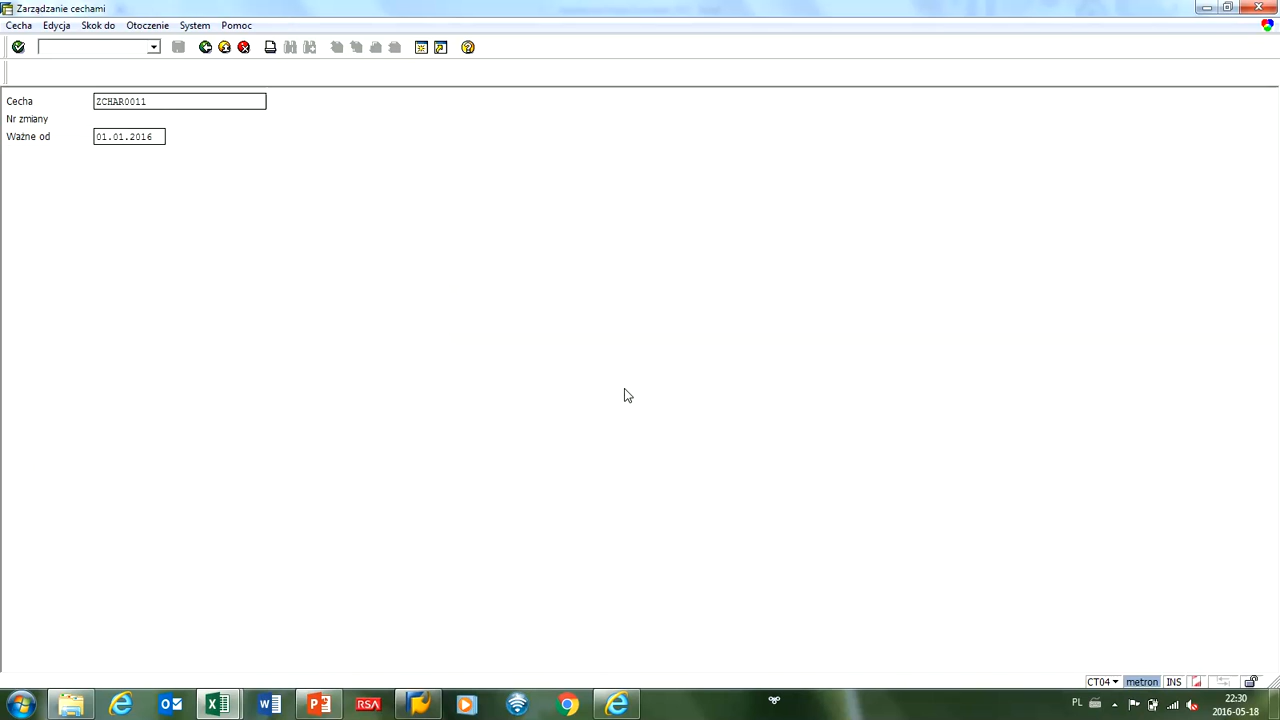 Zarządzanie cechami
Cecha Edycja Skok do Otoczenie System Pomoc
Cecha ZCHAR0011
Nr zmiany
Ważne od 01.01.2016
CT04 metron INS
RSA PL 22:30
2016-05-18